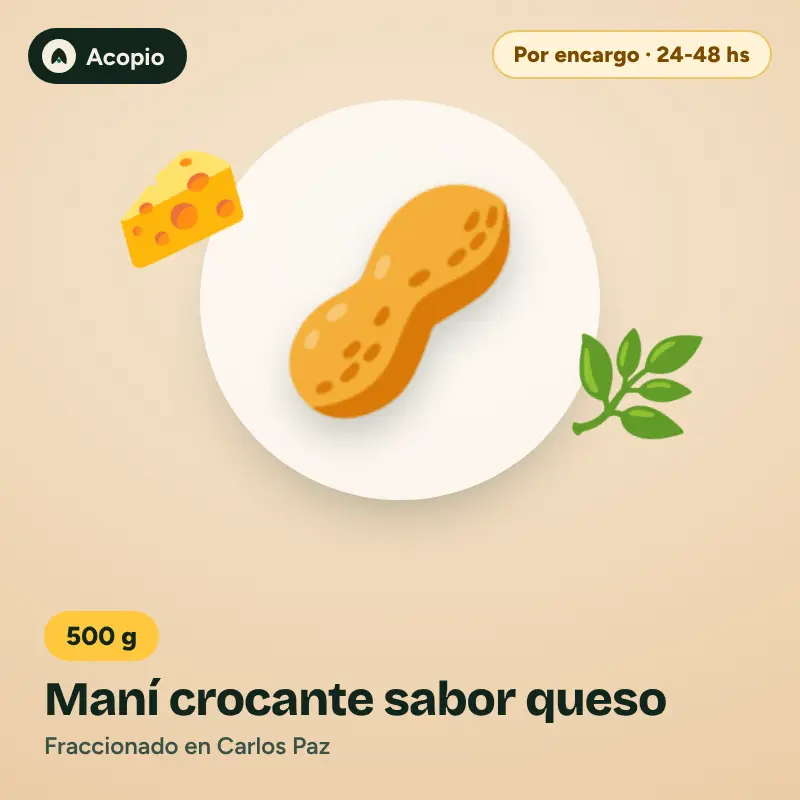 Acopio
Por encargo · 24-48 hs
500 g
Maní crocante sabor queso
Fraccionado en Carlos Paz